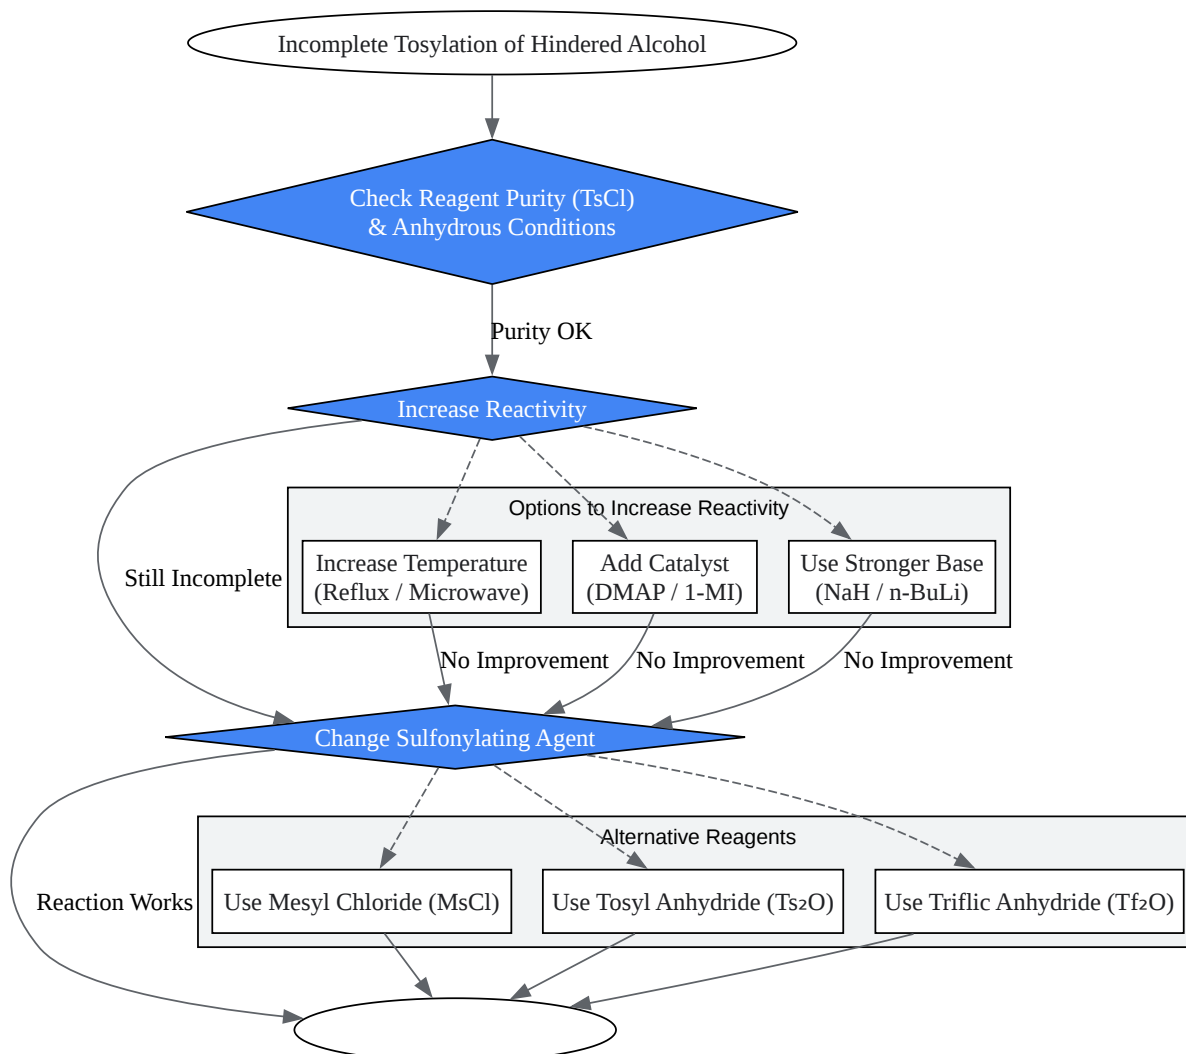 Incomplete Tosylation of Hindered Alcohol
Check Reagent Purity (TsCl)
& Anhydrous Conditions
Purity OK
Increase Reactivity
Options to Increase Reactivity
Increase Temperature
(Reflux / Microwave)
Add Catalyst
(DMAP / 1-MI)
Use Stronger Base
(NaH / n-BuLi)
Still Incomplete
No Improvement
No Improvement
No Improvement
Change Sulfonylating Agent
Alternative Reagents
Reaction Works
Use Mesyl Chloride (MsCl)
Use Tosyl Anhydride (Ts₂O)
Use Triflic Anhydride (Tf₂O)